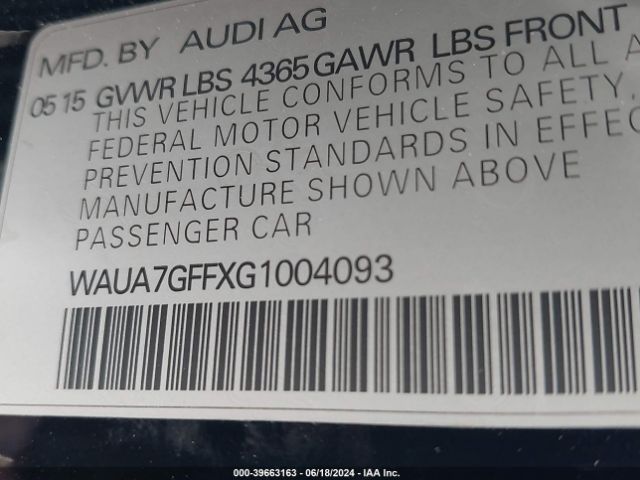 MFD. BY AUDI AG
05 15 GVWR LBS 4365 GAWR LBS FRONT
THIS VEHICLE CONFORMS TO ALL A
FEDERAL MOTOR VEHICLE SAFETY,
PREVENTION STANDARDS IN EFFEC
MANUFACTURE SHOWN ABOVE
PASSENGER CAR
WAUA7GFFXG1004093
000-39663163 - 06/18/2024 - IAA Inc.